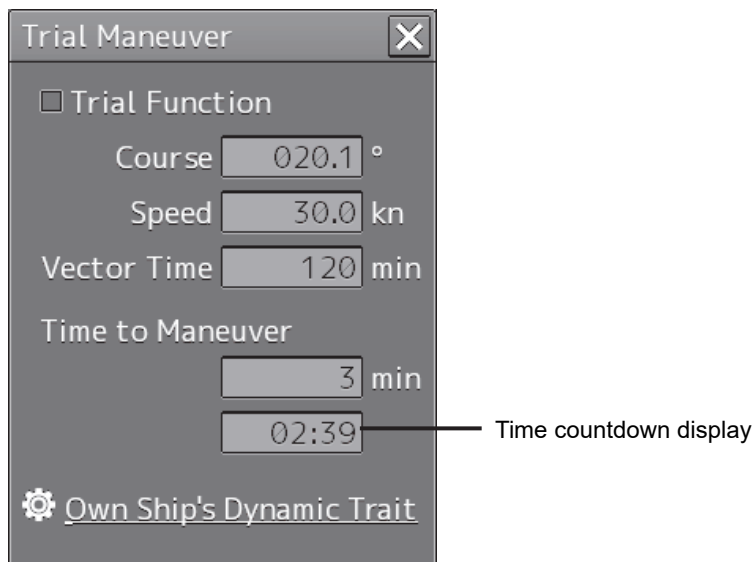 Trial Maneuver
Trial Function
Course 020.1 °
Speed 30.0 kn
Vector Time 120 min
Time to Maneuver
3 min
02:39 Time countdown display
Own Ship's Dynamic Trait